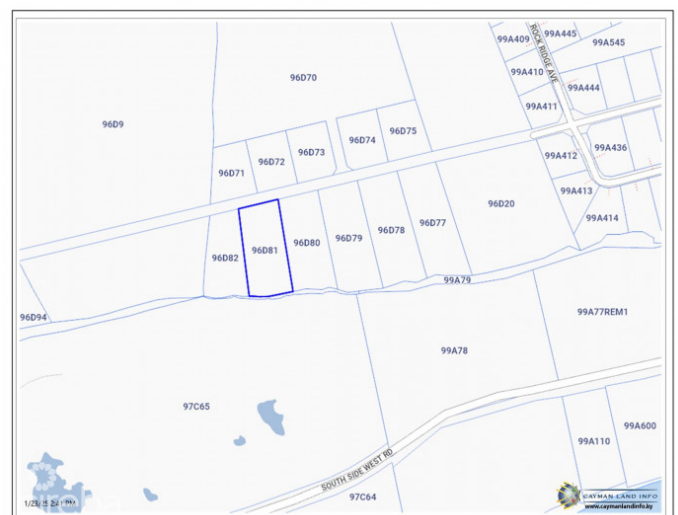 99A409
99A445
99A545
ROCK RIDGE AVE
96D70
99A410
99A444
99A411
96D9
96D75
96D74
96D73
96D72
96D71
99A412
99A436
99A413
99A414
96D20
96D77
96D78
96D79
96D80
96D81
96D82
99A79
96D94
99A77REM1
99A78
97C65
99A600
99A110
SOUTH SIDE WEST RD
97C64
CAYMAN LAND INFO
www.caymanlandinfo.ky